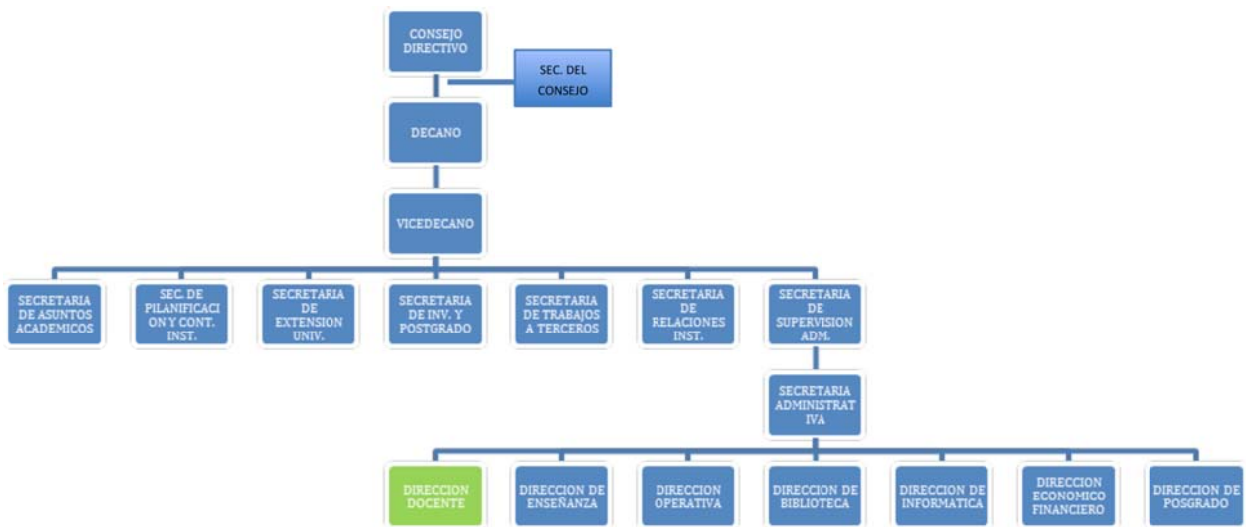 CONSEJO
DIRECTIVO
SEC. DEL
CONSEJO
DECANO
VICEDECANO
SECRETARIA
DE ASUNTOS
ACADEMICOS
SEC. DE
PILANIFICACI
ON Y CONT.
INST.
SECRETARIA
DE
EXTENSION
UNIV.
SECRETARIA
DE INV. Y
POSTGRADO
SECRETARIA
DE TRABAJOS
A TERCEROS
SECRETARIA
DE
RELACIONES
INST.
SECRETARIA
DE
SUPERVISION
ADM.
SECRETARIA
ADMINISTRAT
IVA
DIRECCION
DOCENTE
DIRECCION DE
ENSEÑANZA
DIRECCION
OPERATIVA
DIRECCION DE
BIBLIOTECA
DIRECCION DE
INFORMATICA
DIRECCION
ECONOMICO
FINANCIERO
DIRECCION DE
POSGRADO